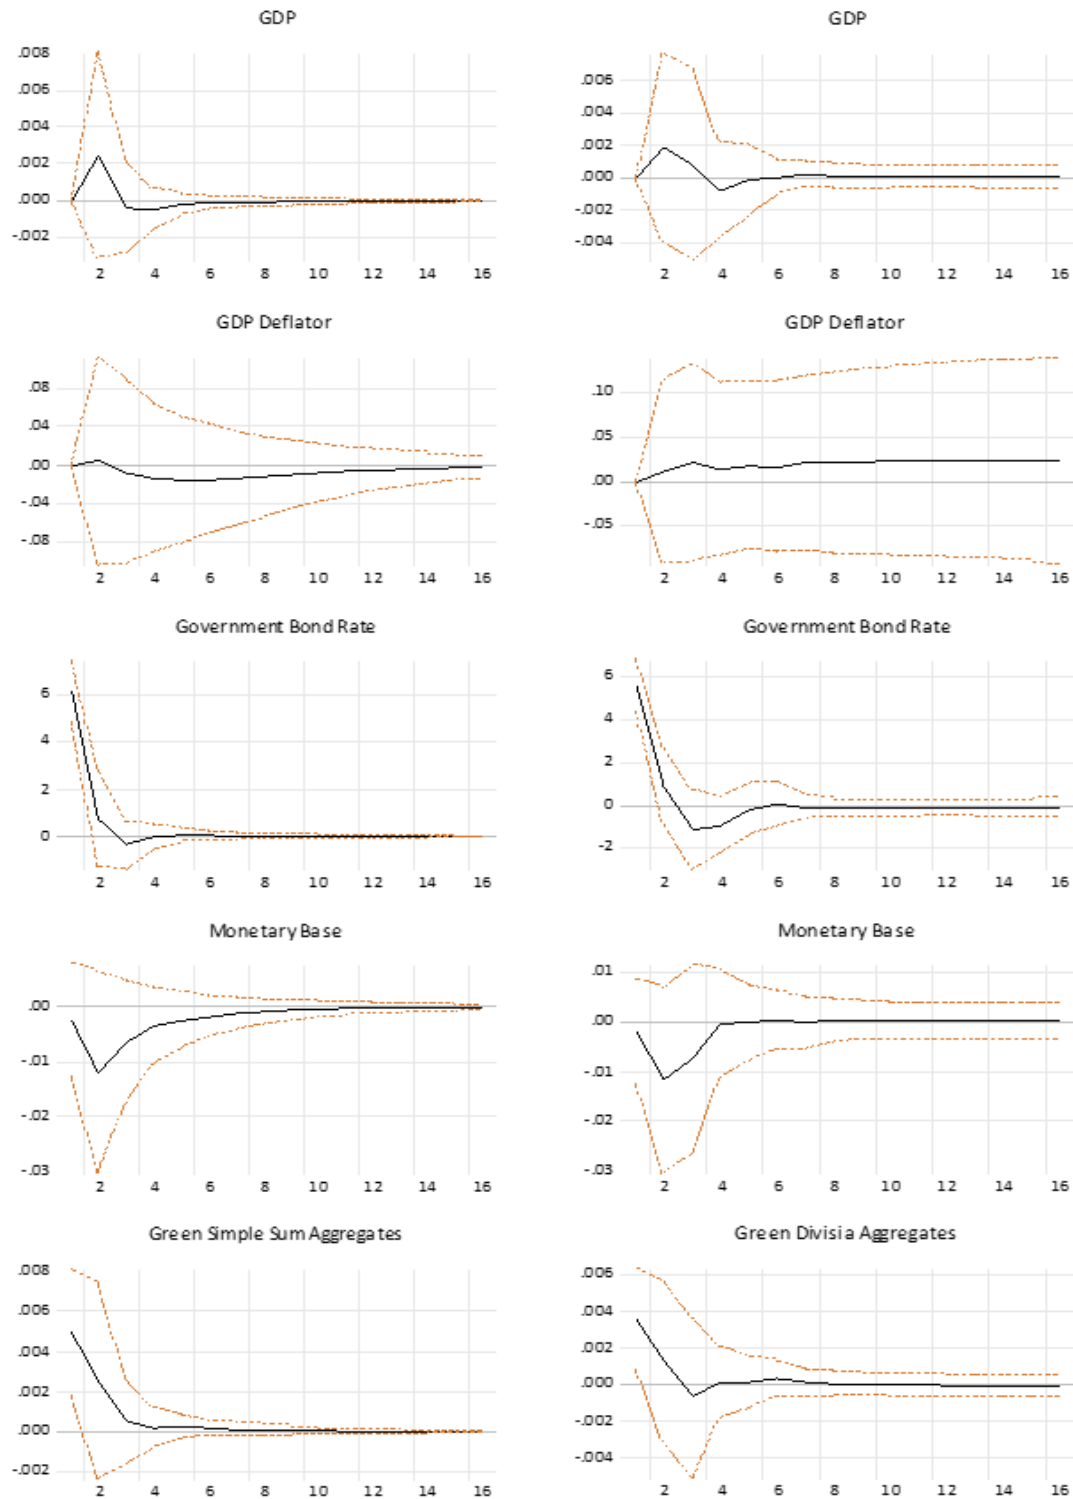 GDP
.008
.006
.004
.002
.000
-.002
2 4 6 8 10 12 14 16
GDP
.006
.004
.002
.000
-.002
-.004
2 4 6 8 10 12 14 16
GDP Deflator
.08
.04
.00
-.04
-.08
2 4 6 8 10 12 14 16
GDP Deflator
.10
.05
.00
-.05
2 4 6 8 10 12 14 16
Government Bond Rate
6
4
2
0
2 4 6 8 10 12 14 16
Government Bond Rate
6
4
2
0
-2
2 4 6 8 10 12 14 16
Monetary Base
.00
-.01
-.02
-.03
2 4 6 8 10 12 14 16
Monetary Base
.01
.00
-.01
-.02
-.03
2 4 6 8 10 12 14 16
Green Simple Sum Aggregates
.008
.006
.004
.002
.000
-.002
2 4 6 8 10 12 14 16
Green Divisia Aggregates
.006
.004
.002
.000
-.002
-.004
2 4 6 8 10 12 14 16